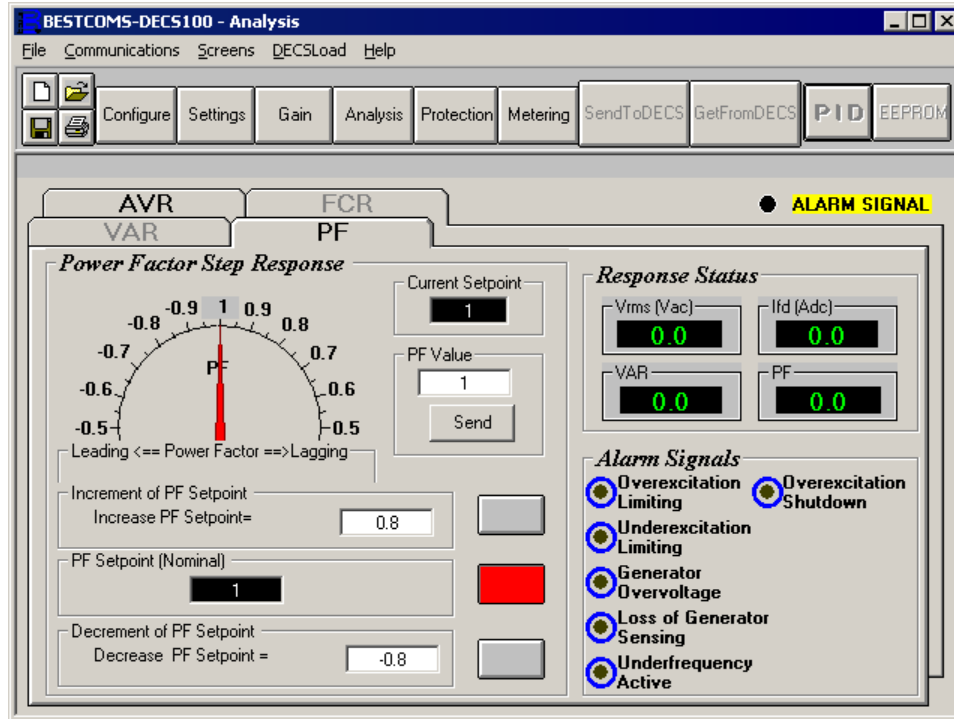 BESTCOMS-DECS100 - Analysis
File Communications Screens DECSLoad Help
Configure Settings Gain Analysis Protection Metering SendToDECS GetFromDECS PID EEPROM
AVR FCR
ALARM SIGNAL
VAR PF
Power Factor Step Response
-0.5 -0.6 -0.7 -0.8 -0.9 1 0.9 0.8 0.7 0.6 0.5
PF
Leading <== Power Factor ==>Lagging
Current Setpoint
1
PF Value
1
Send
Increment of PF Setpoint
Increase PF Setpoint= 0.8
PF Setpoint (Nominal)
1
Decrement of PF Setpoint
Decrease PF Setpoint = -0.8
Response Status
Vrms (Vac) Ifd (Adc)
0.0 0.0
VAR PF
0.0 0.0
Alarm Signals
Overexcitation Limiting
Overexcitation Shutdown
Underexcitation Limiting
Generator Overvoltage
Loss of Generator Sensing
Underfrequency Active